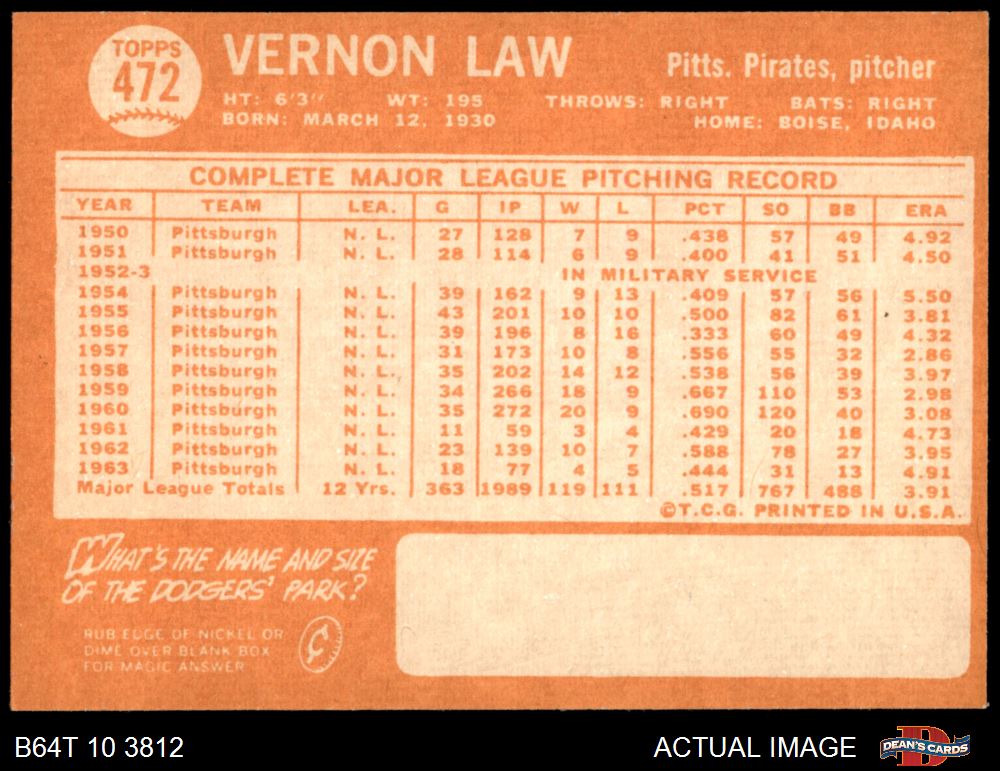 TOPPS
472
VERNON LAW
Pitts. Pirates, pitcher
HT: 6'3" WT: 195 THROWS: RIGHT BATS: RIGHT
BORN: MARCH 12, 1930 HOME: BOISE, IDAHO
COMPLETE MAJOR LEAGUE PITCHING RECORD
YEAR TEAM LEA. G IP W L PCT SO BB ERA
1950 Pittsburgh N. L. 27 128 7 9 .438 57 49 4.92
1951 Pittsburgh N. L. 28 114 6 9 .400 41 51 4.50
1952-3 IN MILITARY SERVICE
1954 Pittsburgh N. L. 39 162 9 13 .409 57 56 5.50
1955 Pittsburgh N. L. 43 201 10 10 .500 82 61 3.81
1956 Pittsburgh N. L. 39 196 8 16 .333 60 49 4.32
1957 Pittsburgh N. L. 31 173 10 8 .556 55 32 2.86
1958 Pittsburgh N. L. 35 202 14 12 .538 56 39 3.97
1959 Pittsburgh N. L. 34 266 18 9 .667 110 53 2.98
1960 Pittsburgh N. L. 35 272 20 9 .690 120 40 3.08
1961 Pittsburgh N. L. 11 59 3 4 .429 20 18 4.73
1962 Pittsburgh N. L. 23 139 10 7 .588 78 27 3.95
1963 Pittsburgh N. L. 18 77 4 5 .444 31 13 4.91
Major League Totals 12 Yrs. 363 1989 119 111 .517 767 488 3.91
©T.C.G. PRINTED IN U.S.A.
WHAT'S THE NAME AND SIZE
OF THE DODGERS' PARK?
RUB EDGE OF NICKEL OR
DIME OVER BLANK BOX
FOR MAGIC ANSWER
¢
B64T 10 3812
ACTUAL IMAGE
DEAN'S CARDS